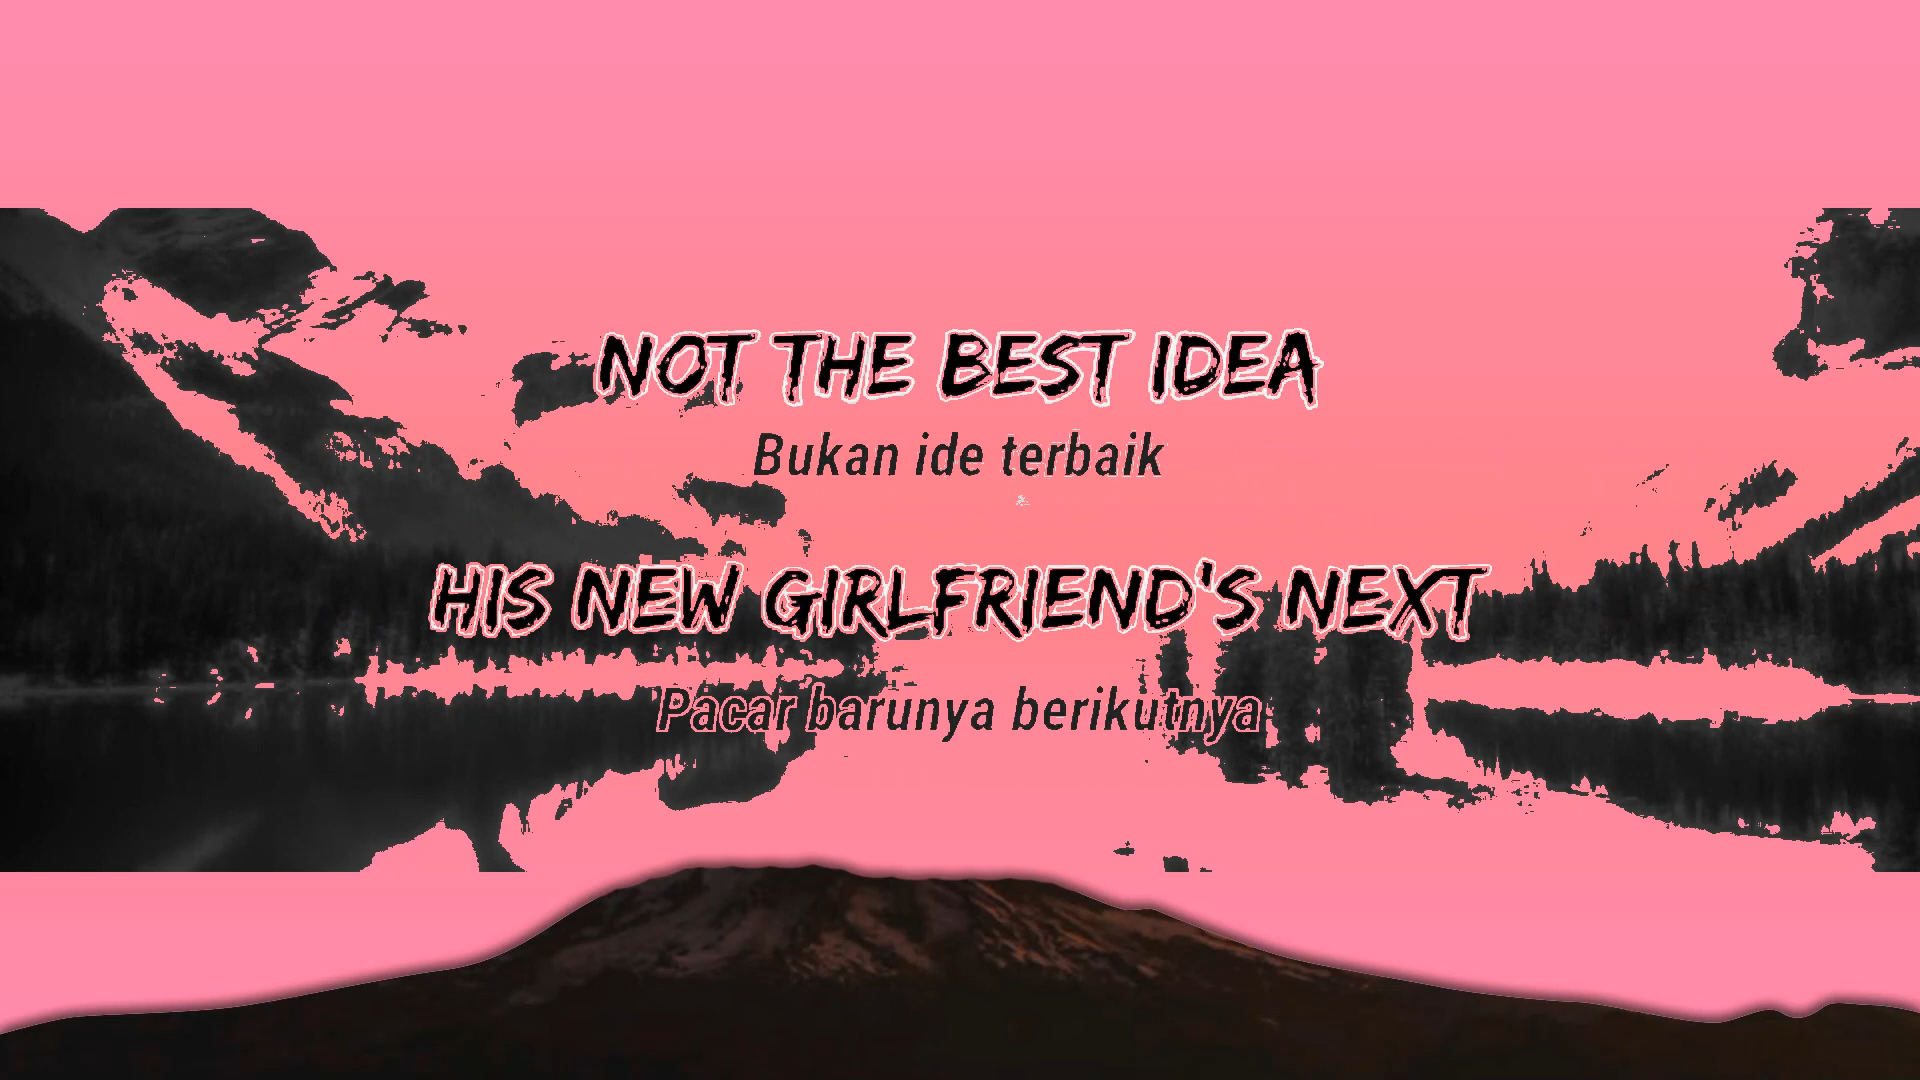 NOT THE BEST IDEA
Bukan ide terbaik
HIS NEW GIRLFRIEND'S NEXT
Pacar barunya berikutnya